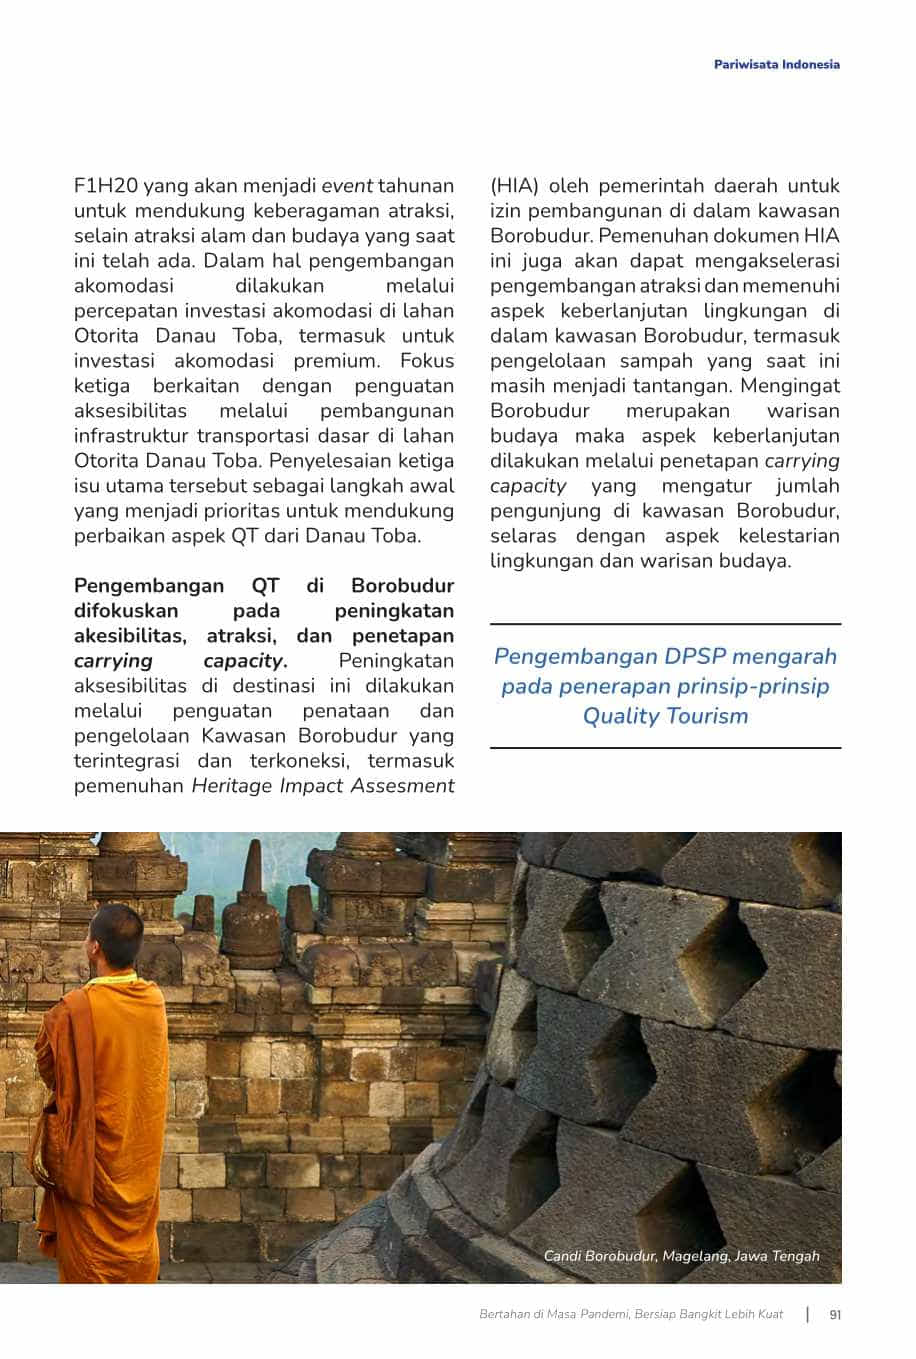 Pariwisata Indonesia
F1H20 yang akan menjadi event tahunan
untuk mendukung keberagaman atraksi,
selain atraksi alam dan budaya yang saat
ini telah ada. Dalam hal pengembangan
akomodasi dilakukan melalui
percepatan investasi akomodasi di lahan
Otorita Danau Toba, termasuk untuk
investasi akomodasi premium. Fokus
ketiga berkaitan dengan penguatan
aksesibilitas melalui pembangunan
infrastruktur transportasi dasar di lahan
Otorita Danau Toba. Penyelesaian ketiga
isu utama tersebut sebagai langkah awal
yang menjadi prioritas untuk mendukung
perbaikan aspek QT dari Danau Toba.
Pengembangan QT di Borobudur
difokuskan pada peningkatan
akesibilitas, atraksi, dan penetapan
carrying capacity. Peningkatan
aksesibilitas di destinasi ini dilakukan
melalui penguatan penataan dan
pengelolaan Kawasan Borobudur yang
terintegrasi dan terkoneksi, termasuk
pemenuhan Heritage Impact Assesment
(HIA) oleh pemerintah daerah untuk
izin pembangunan di dalam kawasan
Borobudur. Pemenuhan dokumen HIA
ini juga akan dapat mengakselerasi
pengembangan atraksi dan memenuhi
aspek keberlanjutan lingkungan di
dalam kawasan Borobudur, termasuk
pengelolaan sampah yang saat ini
masih menjadi tantangan. Mengingat
Borobudur merupakan warisan
budaya maka aspek keberlanjutan
dilakukan melalui penetapan carrying
capacity yang mengatur jumlah
pengunjung di kawasan Borobudur,
selaras dengan aspek kelestarian
lingkungan dan warisan budaya.
Pengembangan DPSP mengarah
pada penerapan prinsip-prinsip
Quality Tourism
Candi Borobudur, Magelang, Jawa Tengah
Bertahan di Masa Pandemi, Bersiap Bangkit Lebih Kuat | 91